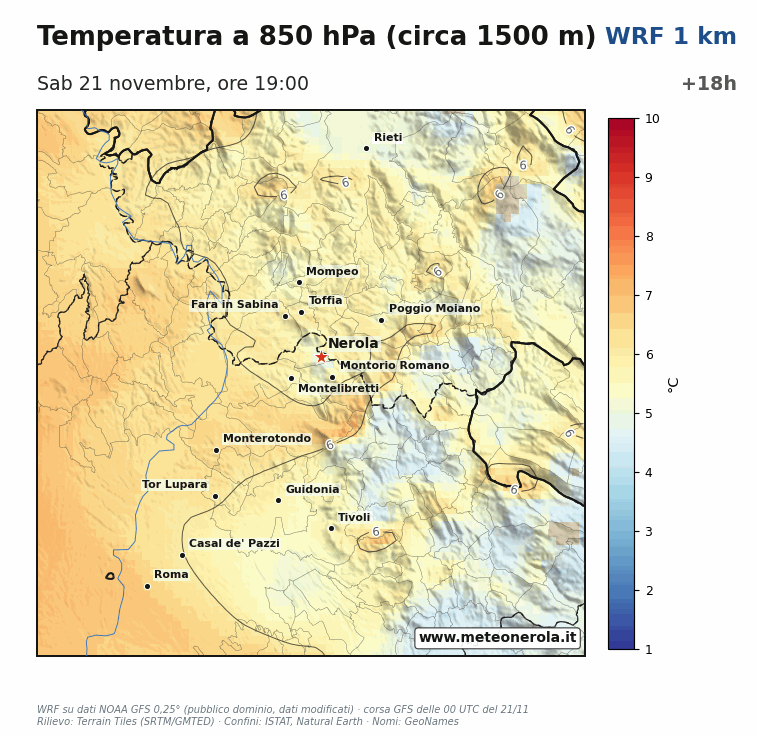 Temperatura a 850 hPa (circa 1500 m) WRF 1 km
Sab 21 novembre, ore 19:00 +18h
Rieti
6
6
6
6
6
6
Mompeo
Fara in Sabina
Toffia
Poggio Moiano
Nerola
Montorio Romano
Montelibretti
Monterotondo
6
6
Tor Lupara
Guidonia
6
Tivoli
6
Casal de' Pazzi
Roma
www.meteonerola.it
10
9
8
7
6
5
4
3
2
1
°C
WRF su dati NOAA GFS 0,25° (pubblico dominio, dati modificati) · corsa GFS delle 00 UTC del 21/11
Rilievo: Terrain Tiles (SRTM/GMTED) · Confini: ISTAT, Natural Earth · Nomi: GeoNames